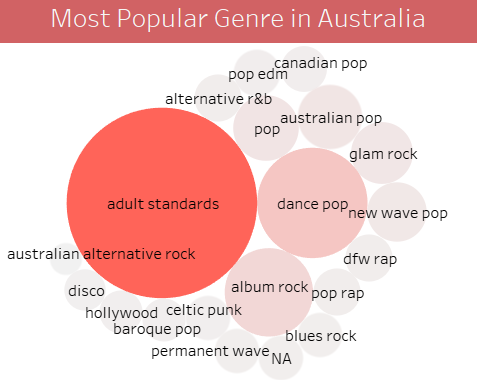 Most Popular Genre in Australia
canadian pop
pop edm
alternative r&b
australian pop
pop
glam rock
adult standards
dance pop
new wave pop
australian alternative rock
dfw rap
album rock
pop rap
disco
hollywood
celtic punk
baroque pop
blues rock
permanent wave
NA